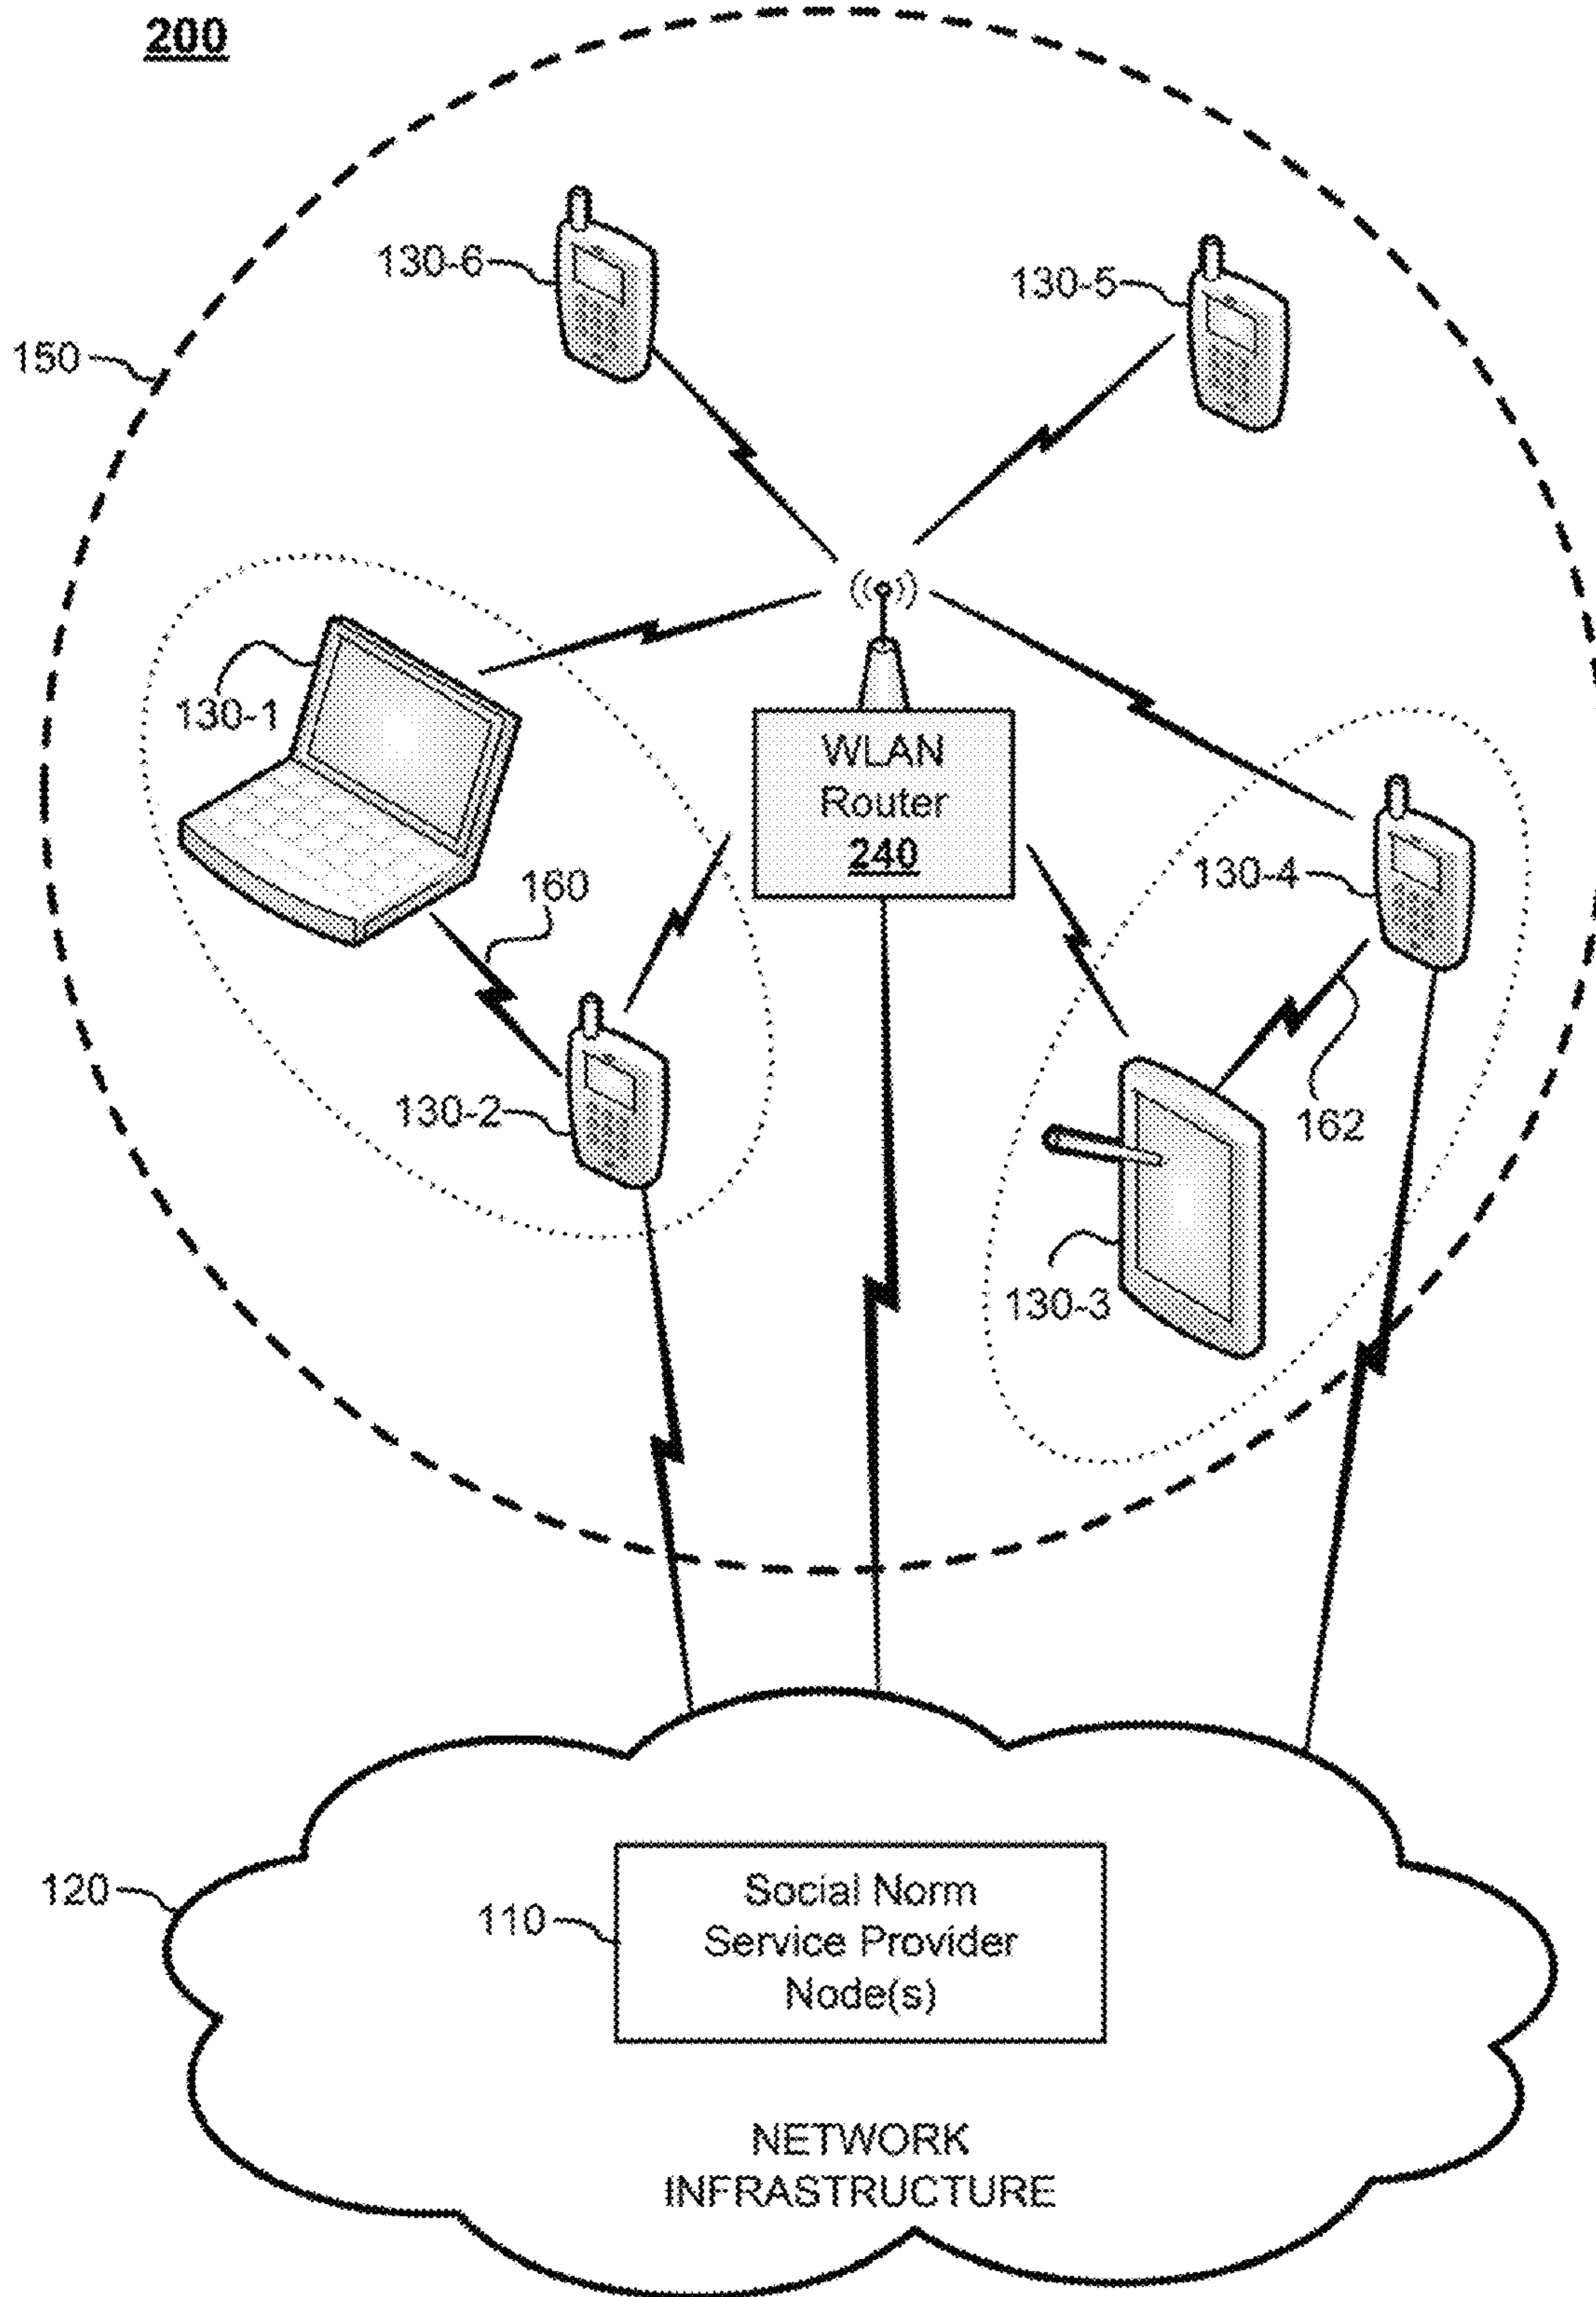 200
130-6
130-5
150
130-1
WLAN
Router
240
160
130-4
130-2
162
130-3
120
110
Social Norm
Service Provider
Node(s)
NETWORK
INFRASTRUCTURE